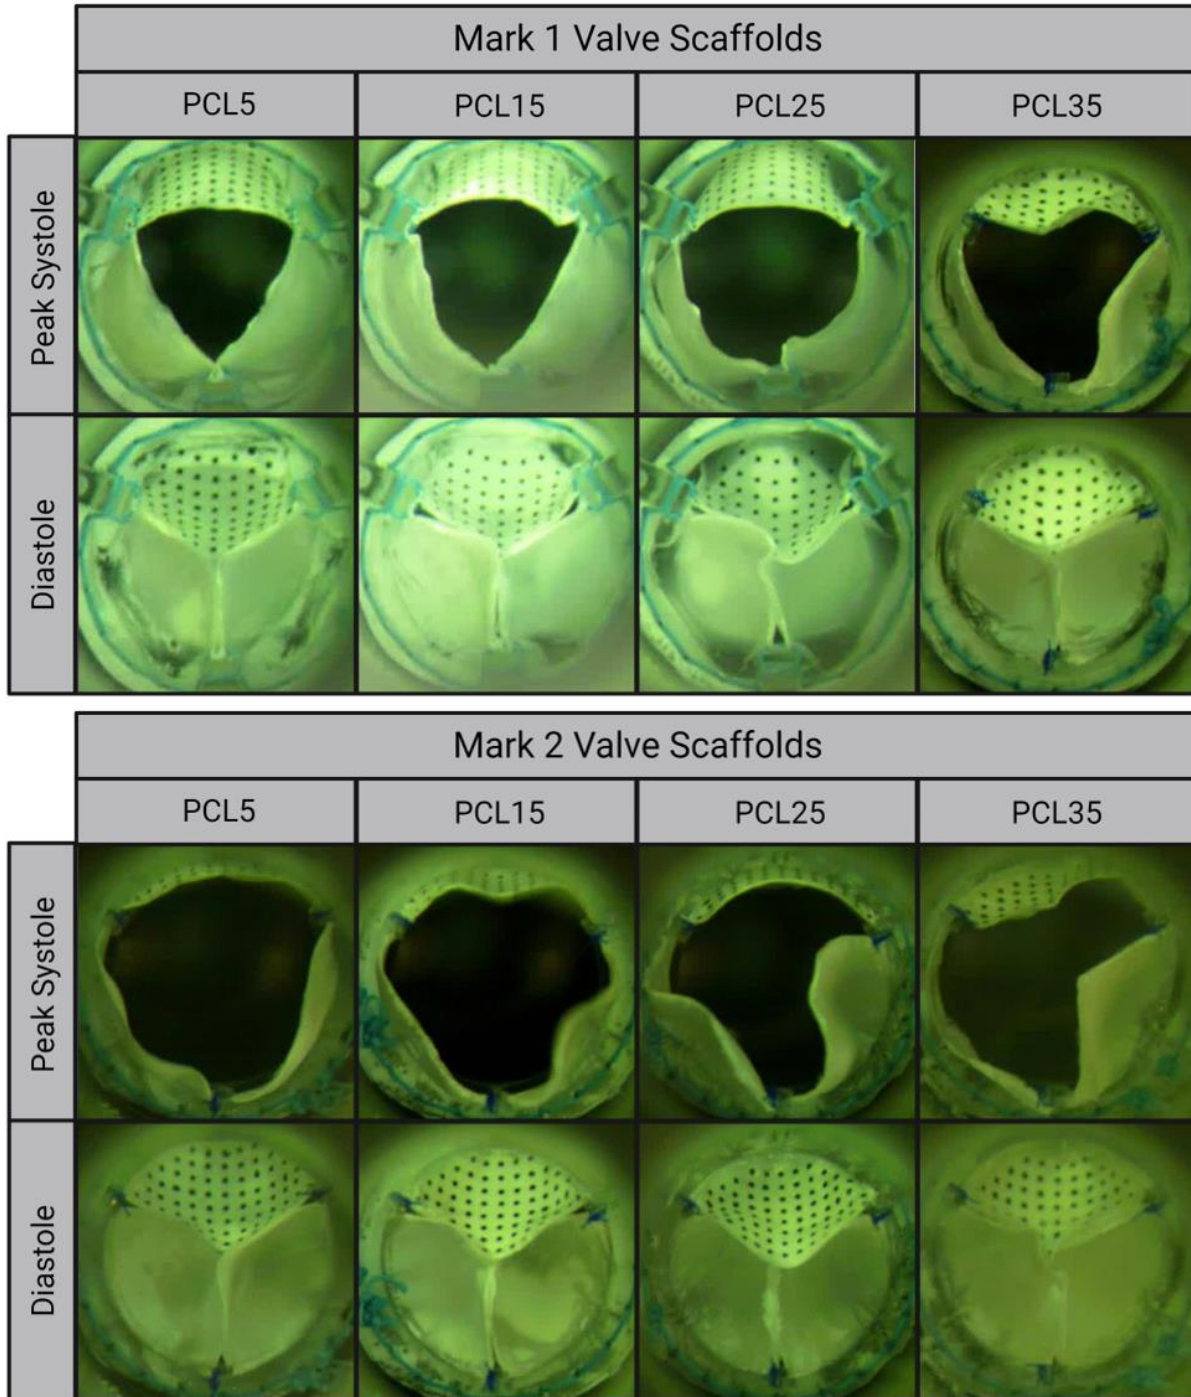 Mark 1 Valve Scaffolds
PCL5 PCL15 PCL25 PCL35
Peak Systole
Diastole
Mark 2 Valve Scaffolds
PCL5 PCL15 PCL25 PCL35
Peak Systole
Diastole